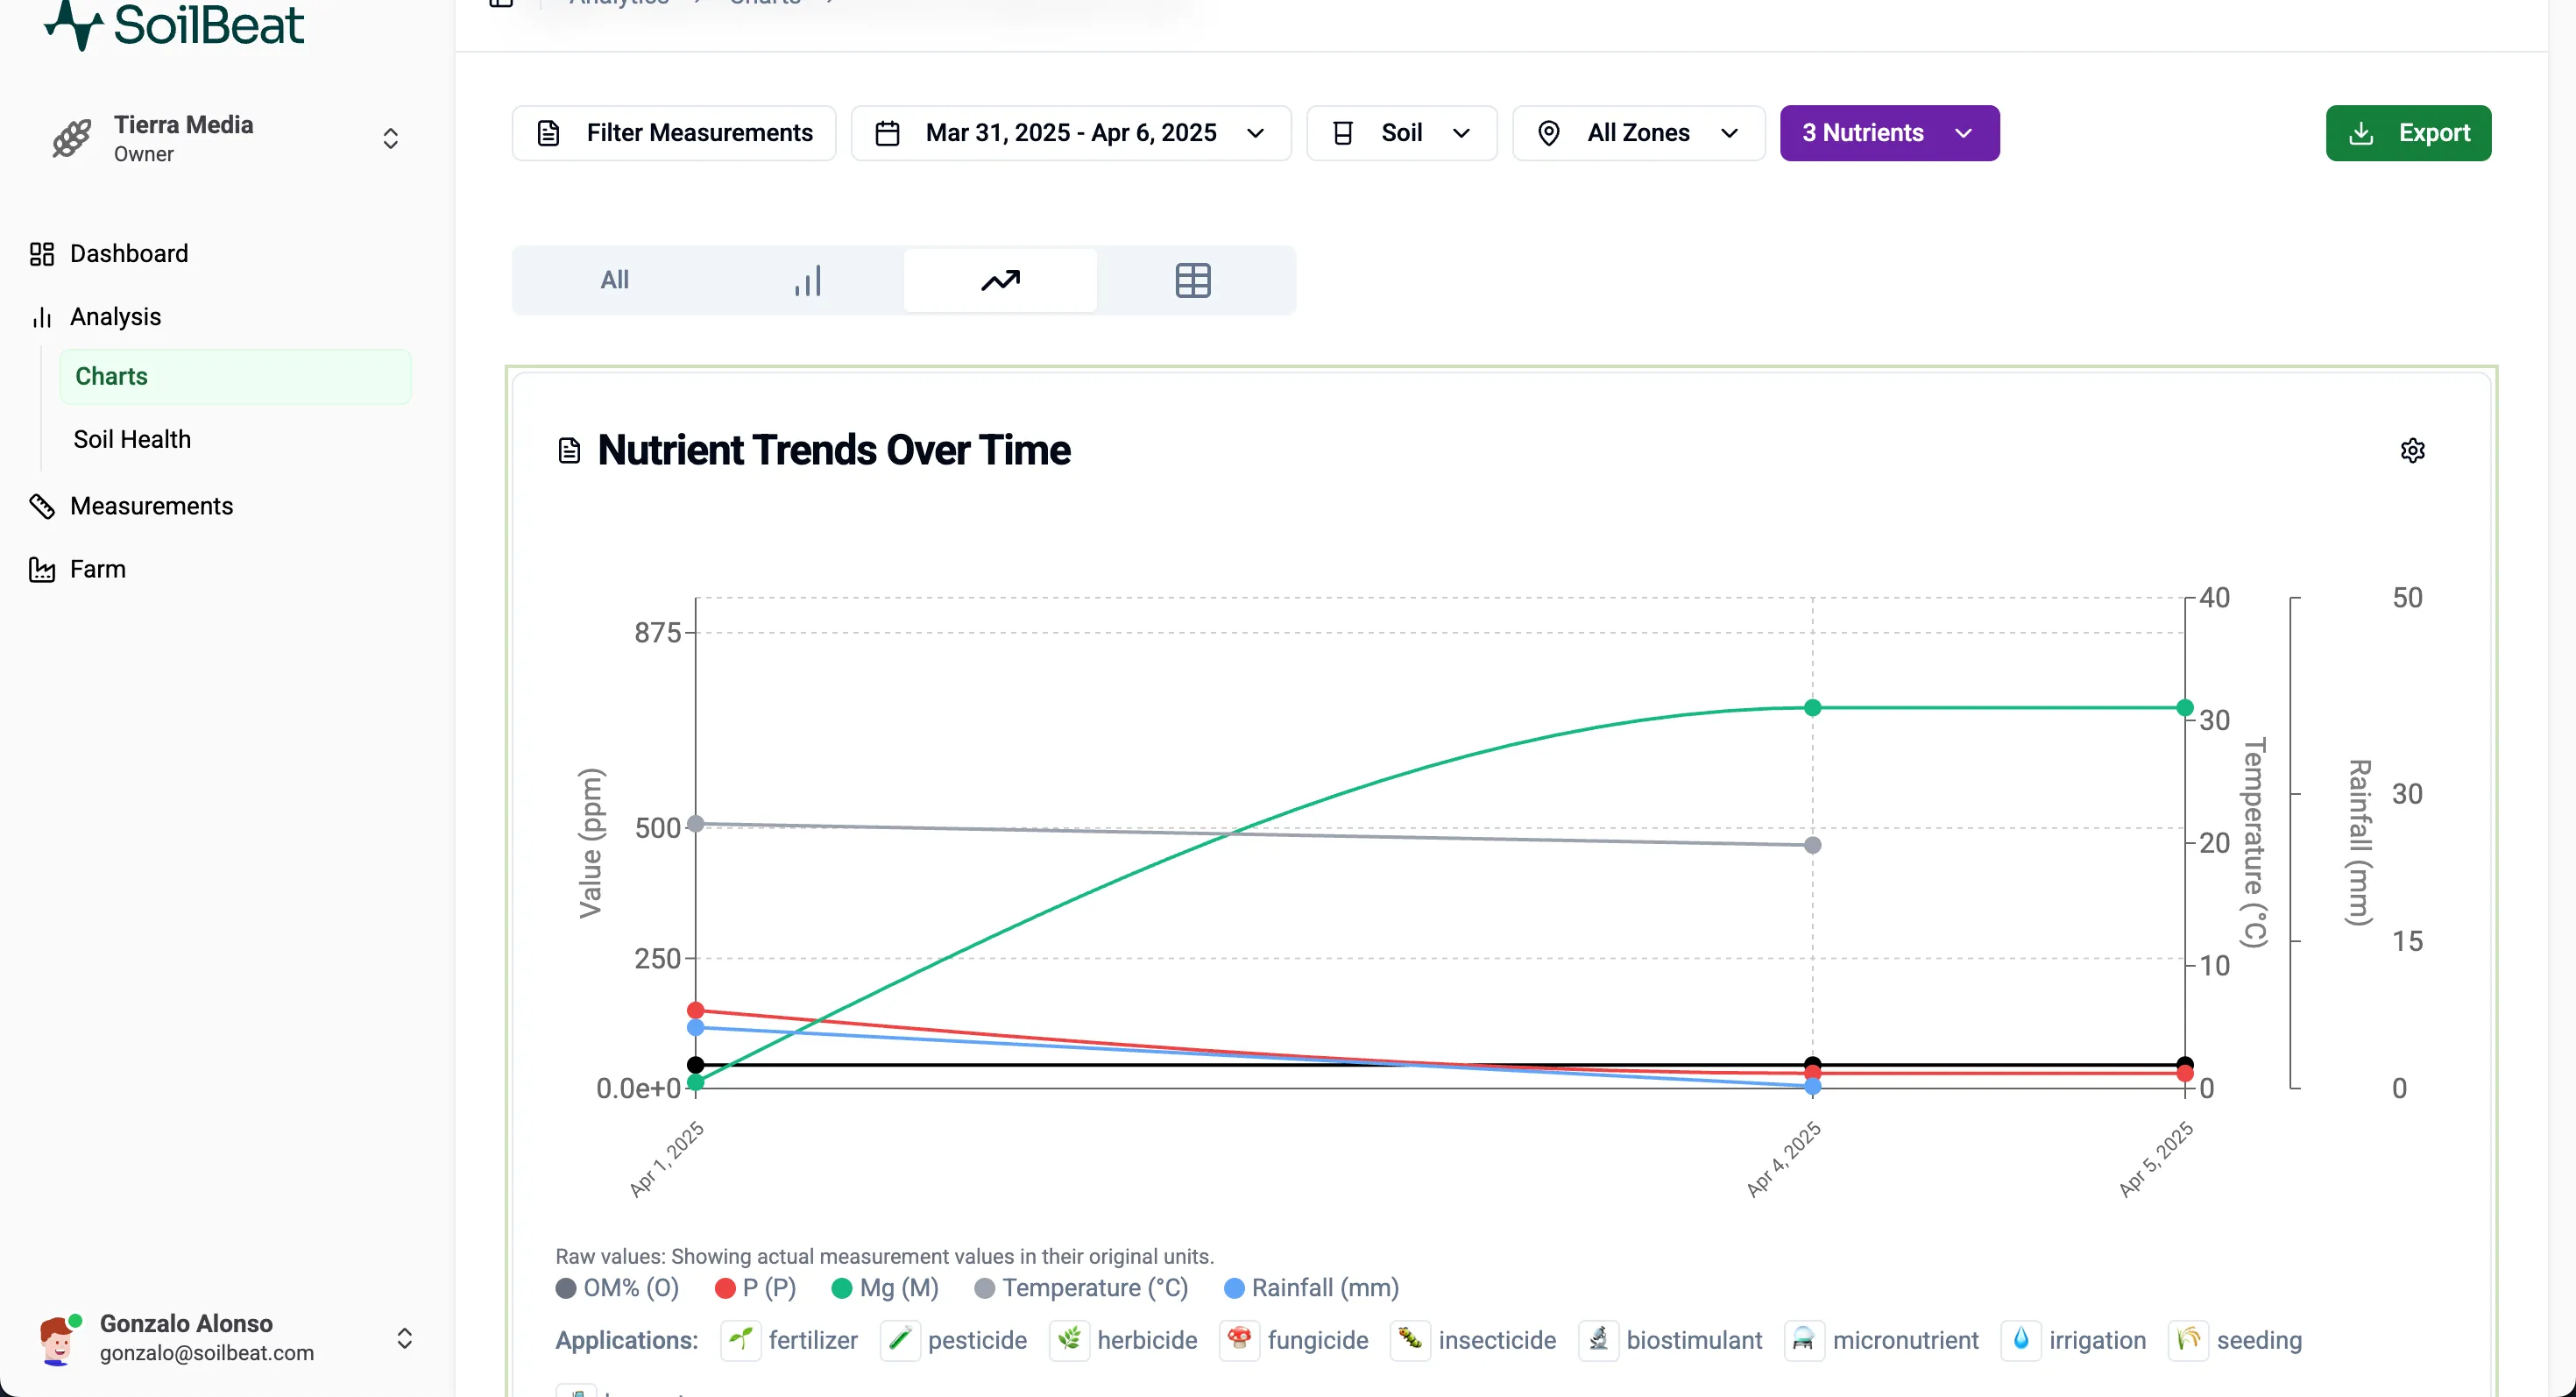 SoilBeat
Analytics
Charts
Tierra Media
Owner
Dashboard
Analysis
Charts
Soil Health
Measurements
Farm
Gonzalo Alonso
gonzalo@soilbeat.com
Filter Measurements
Mar 31, 2025 - Apr 6, 2025
Soil
All Zones
3 Nutrients
Export
All
Nutrient Trends Over Time
875
500
250
0.0e+0
Value (ppm)
40
30
20
10
0
Temperature (°C)
50
30
15
0
Rainfall (mm)
Apr 1, 2025
Apr 4, 2025
Apr 5, 2025
Raw values: Showing actual measurement values in their original units.
OM% (O) P (P) Mg (M) Temperature (°C) Rainfall (mm)
Applications: fertilizer pesticide herbicide fungicide insecticide biostimulant micronutrient irrigation seeding